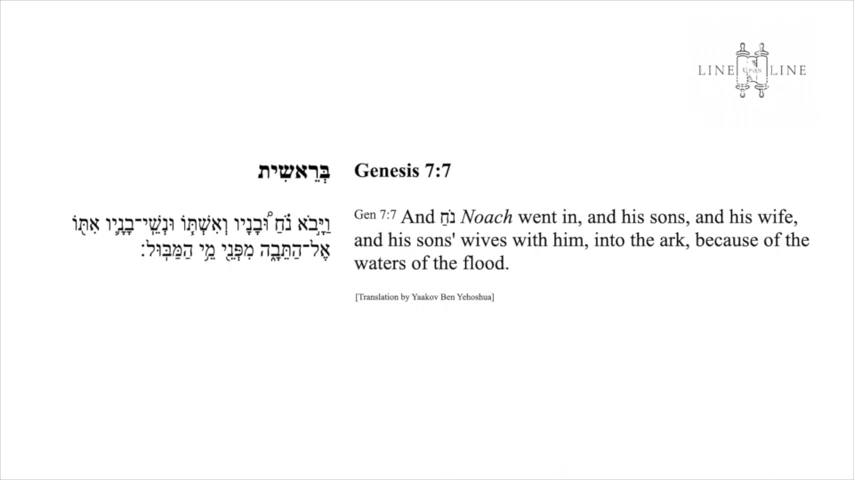 LINE UPON LINE
בְּרֵאשִׁית
Genesis 7:7
וַיָּ֣בֹא נֹ֗חַ וּ֠בָנָיו וְאִשְׁתּ֧וֹ וּנְשֵֽׁי־בָנָ֛יו אִתּ֖וֹ
אֶל־הַתֵּבָ֑ה מִפְּנֵ֖י מֵ֥י הַמַּבּֽוּל׃
Gen 7:7 And נֹחַ Noach went in, and his sons, and his wife,
and his sons' wives with him, into the ark, because of the
waters of the flood.
[Translation by Yaakov Ben Yehoshua]